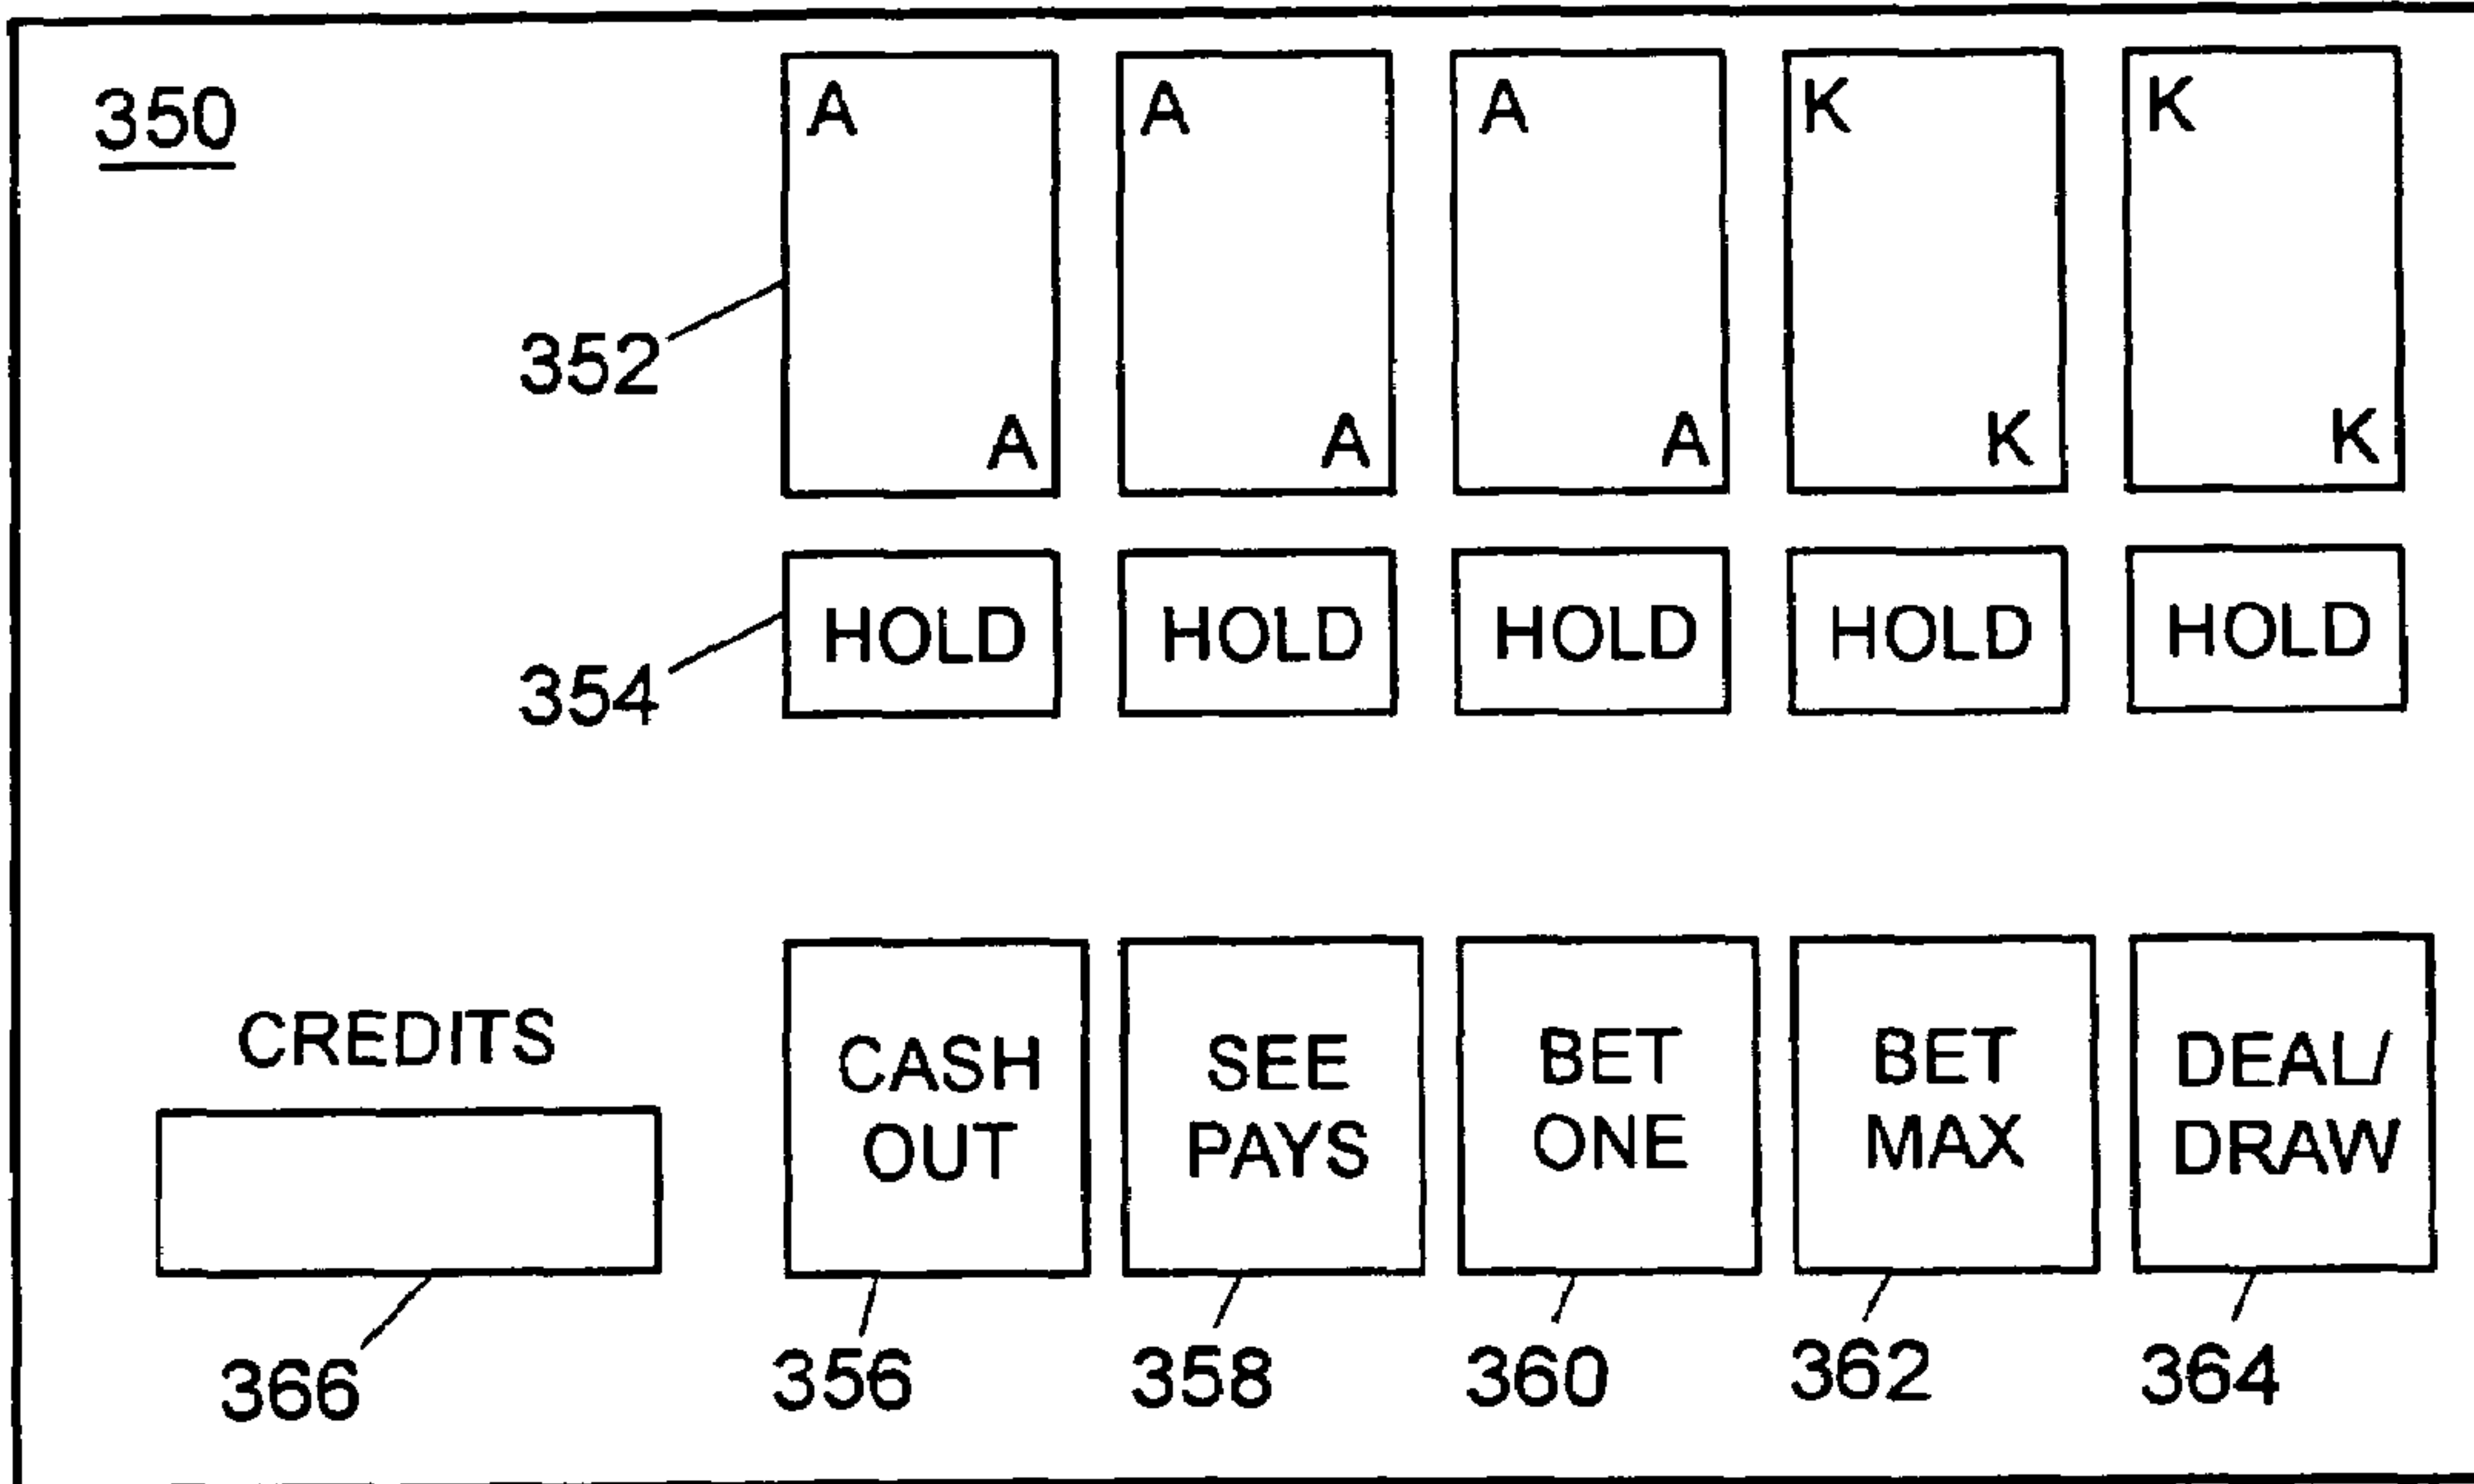 350
A A A K K
352
A A A K K
HOLD HOLD HOLD HOLD HOLD
354
CREDITS
CASH OUT
SEE PAYS
BET ONE
BET MAX
DEAL/ DRAW
366 356 358 360 362 364